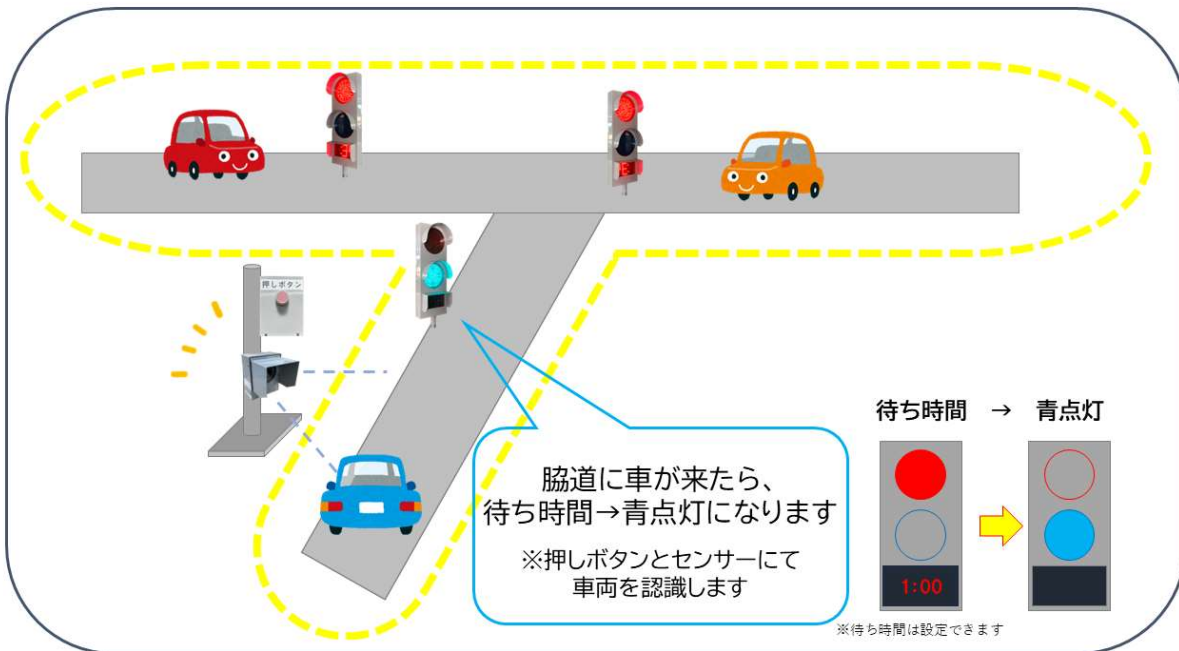 押しボタン
脇道に車が来たら、
待ち時間→青点灯になります
※押しボタンとセンサーにて
車両を認識します
待ち時間 → 青点灯
1:00
※待ち時間は設定できます